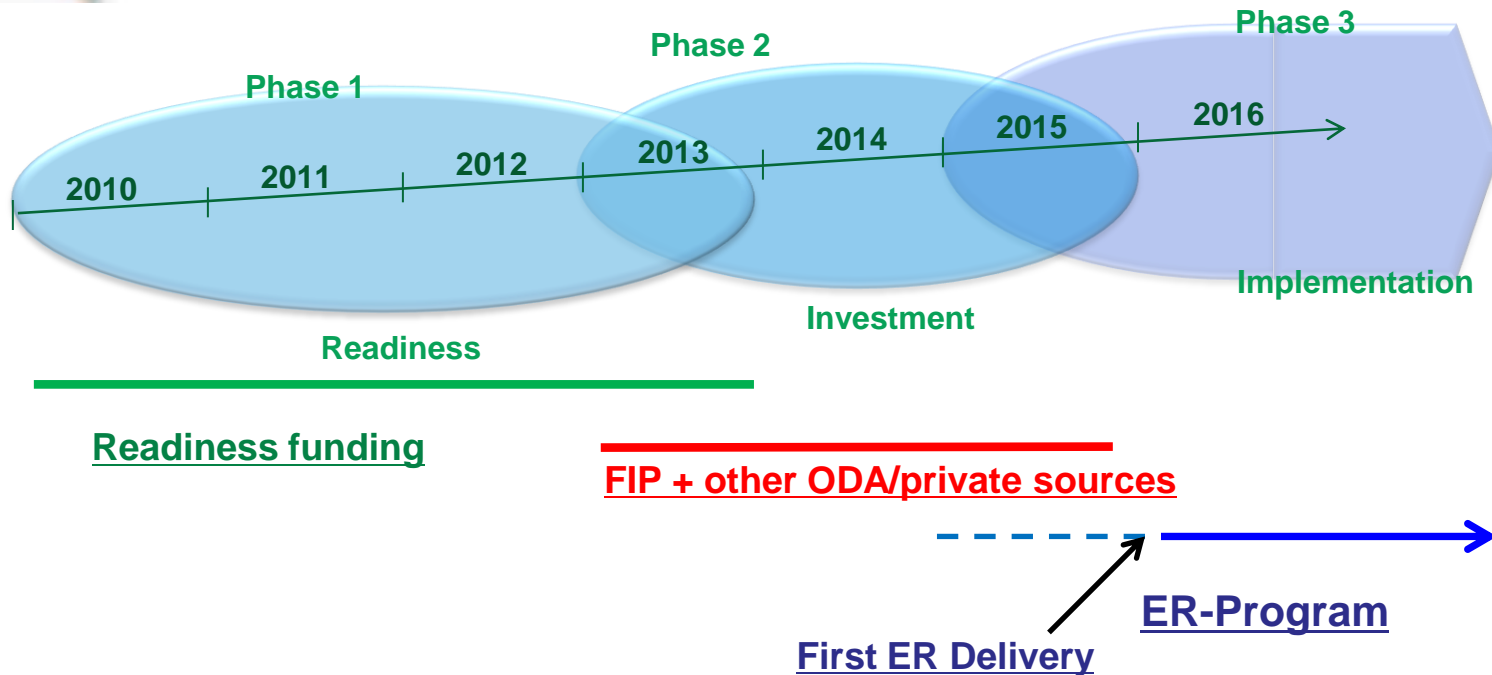 Phase 1
Phase 2
Phase 3
2010
2011
2012
2013
2014
2015
2016
Readiness
Investment
Implementation
Readiness funding
FIP + other ODA/private sources
ER-Program
First ER Delivery